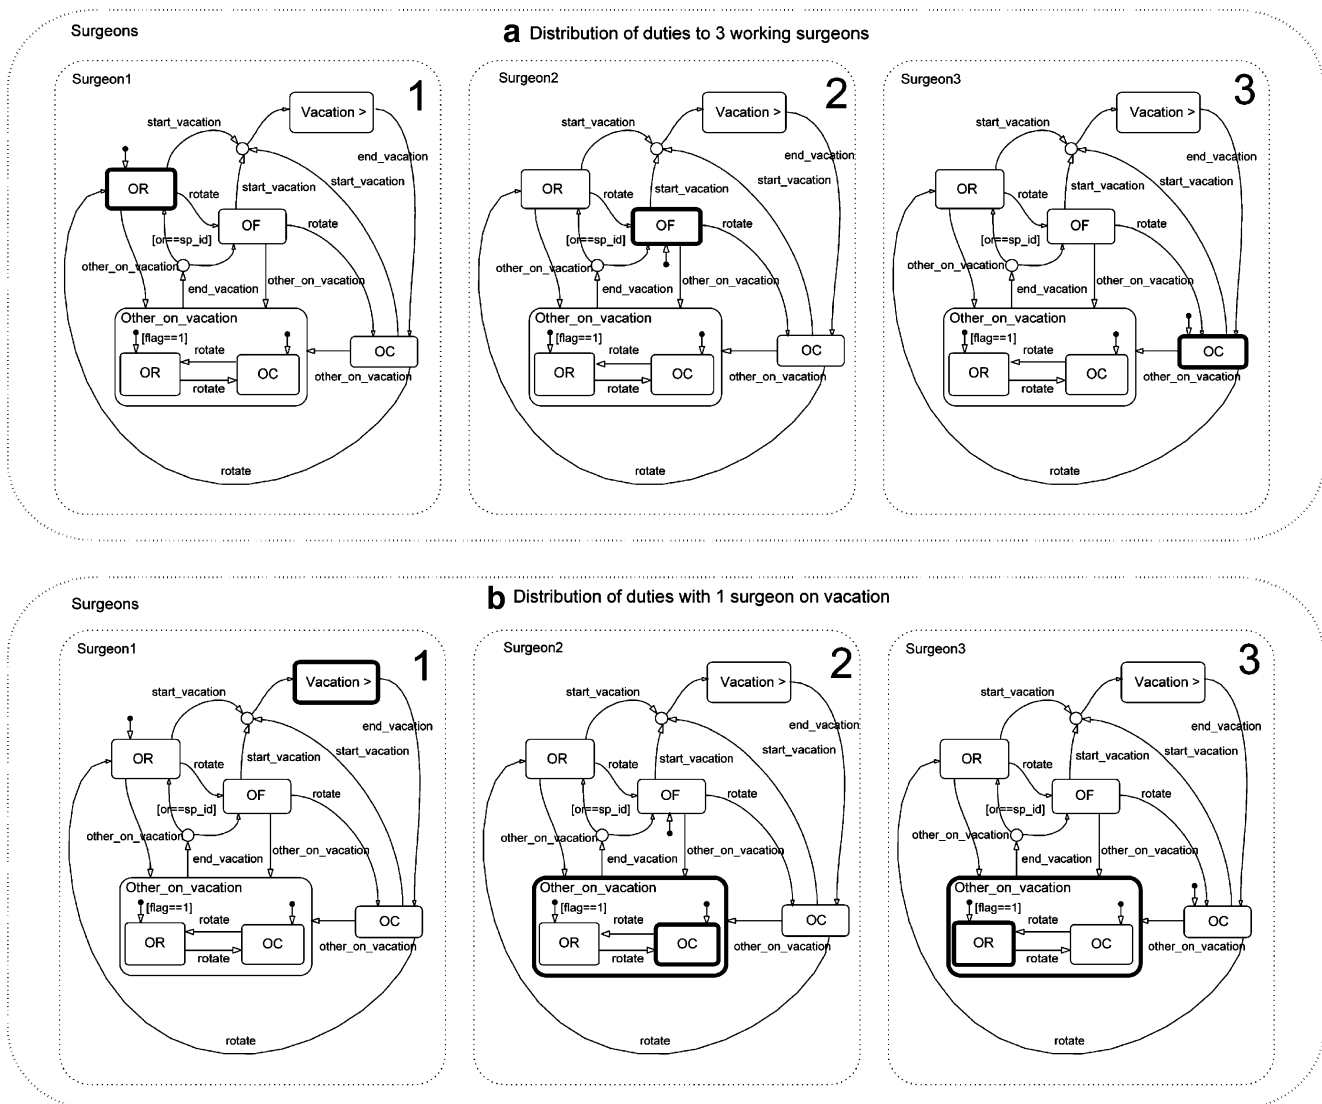 Surgeons
a Distribution of duties to 3 working surgeons
Surgeon1
1
Vacation >
start_vacation
end_vacation
OR
rotate
start_vacation
start_vacation
OF
rotate
[or==sp_id]
other_on_vacation
end_vacation
other_on_vacation
Other_on_vacation
[flag==1]
rotate
OR
OC
rotate
OC
other_on_vacation
rotate
Surgeon2
2
Vacation >
start_vacation
end_vacation
OR
rotate
start_vacation
start_vacation
OF
rotate
[or==sp_id]
other_on_vacation
end_vacation
other_on_vacation
Other_on_vacation
[flag==1]
rotate
OR
OC
rotate
OC
other_on_vacation
rotate
Surgeon3
3
Vacation >
start_vacation
end_vacation
OR
rotate
start_vacation
start_vacation
OF
rotate
[or==sp_id]
other_on_vacation
end_vacation
other_on_vacation
Other_on_vacation
[flag==1]
rotate
OR
OC
rotate
OC
other_on_vacation
rotate
Surgeons
b Distribution of duties with 1 surgeon on vacation
Surgeon1
1
Vacation >
start_vacation
end_vacation
OR
rotate
start_vacation
start_vacation
OF
rotate
[or==sp_id]
other_on_vacation
end_vacation
other_on_vacation
Other_on_vacation
[flag==1]
rotate
OR
OC
rotate
OC
other_on_vacation
rotate
Surgeon2
2
Vacation >
start_vacation
end_vacation
OR
rotate
start_vacation
start_vacation
OF
rotate
[or==sp_id]
other_on_vacation
end_vacation
other_on_vacation
Other_on_vacation
[flag==1]
rotate
OR
OC
rotate
OC
other_on_vacation
rotate
Surgeon3
3
Vacation >
start_vacation
end_vacation
OR
rotate
start_vacation
start_vacation
OF
rotate
[or==sp_id]
other_on_vacation
end_vacation
other_on_vacation
Other_on_vacation
[flag==1]
rotate
OR
OC
rotate
OC
other_on_vacation
rotate